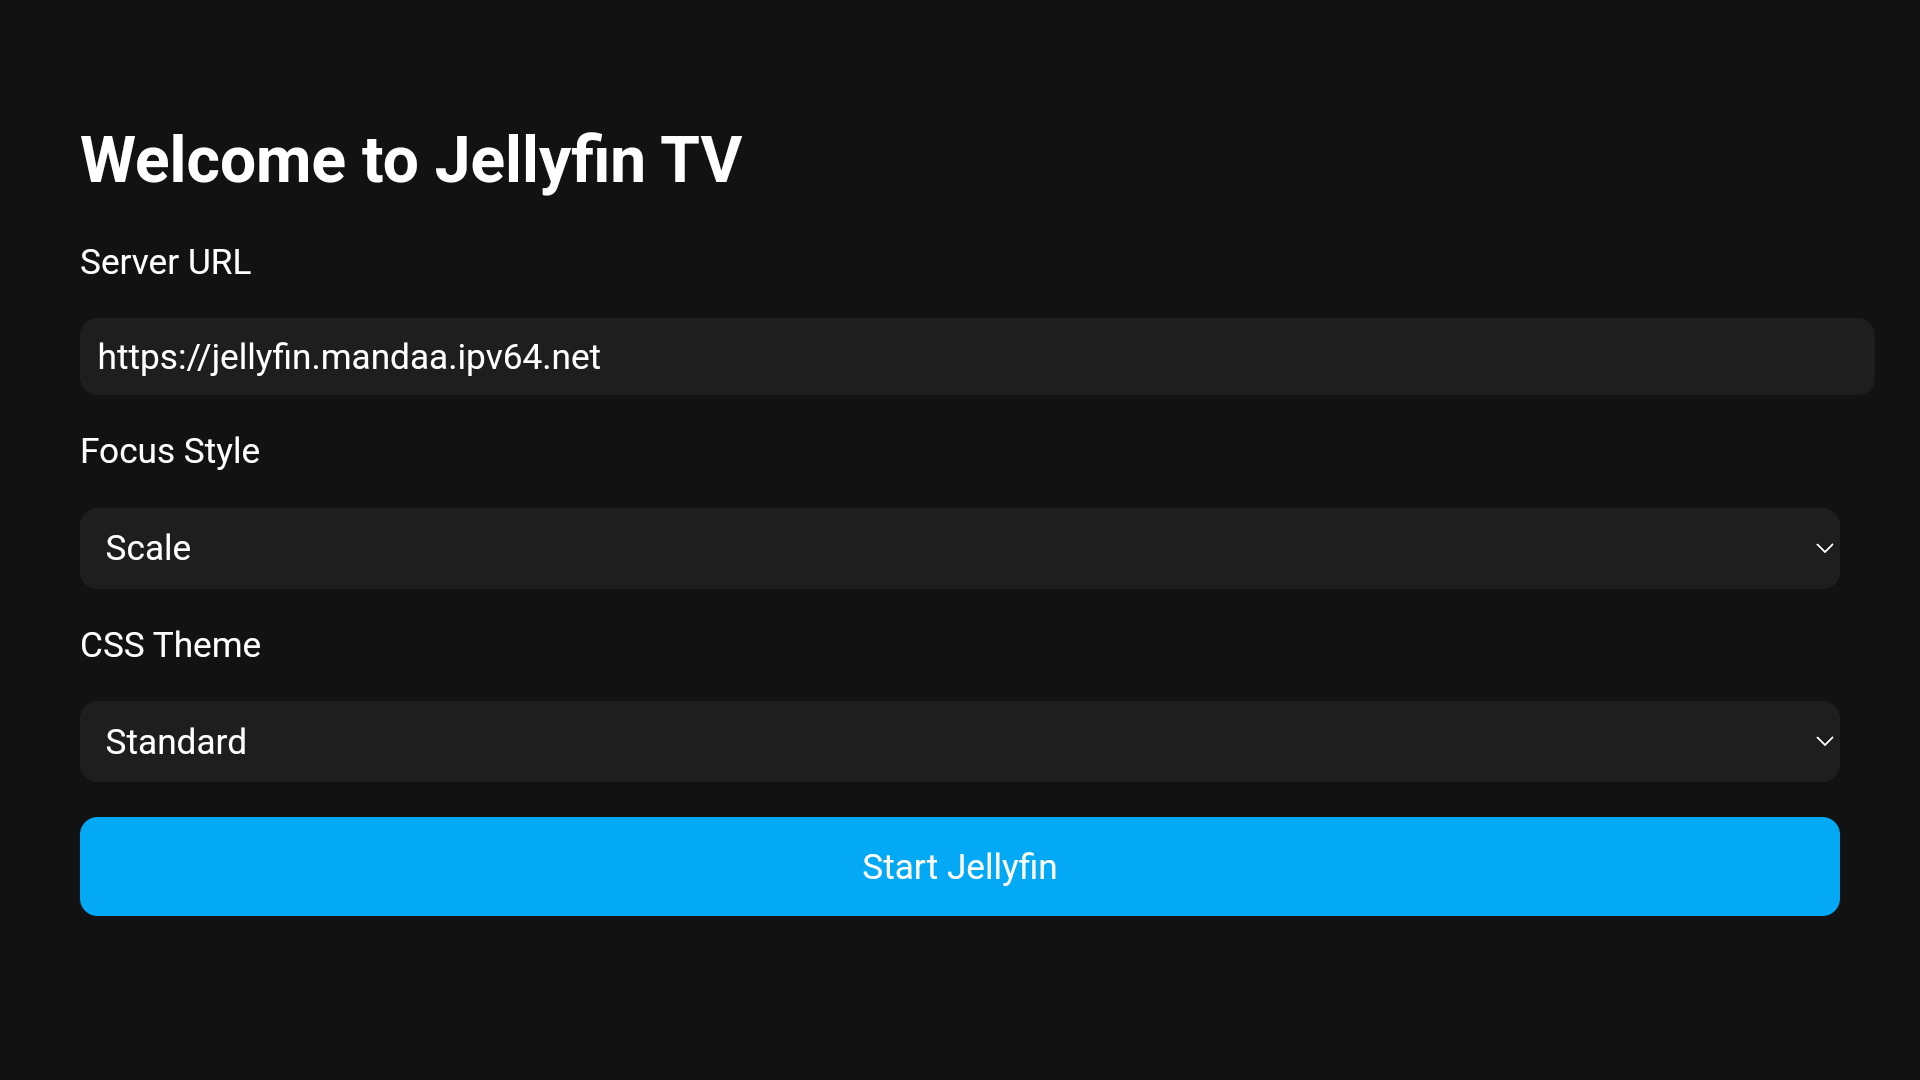 Welcome to Jellyfin TV
Server URL
https://jellyfin.mandaa.ipv64.net
Focus Style
Scale
CSS Theme
Standard
Start Jellyfin